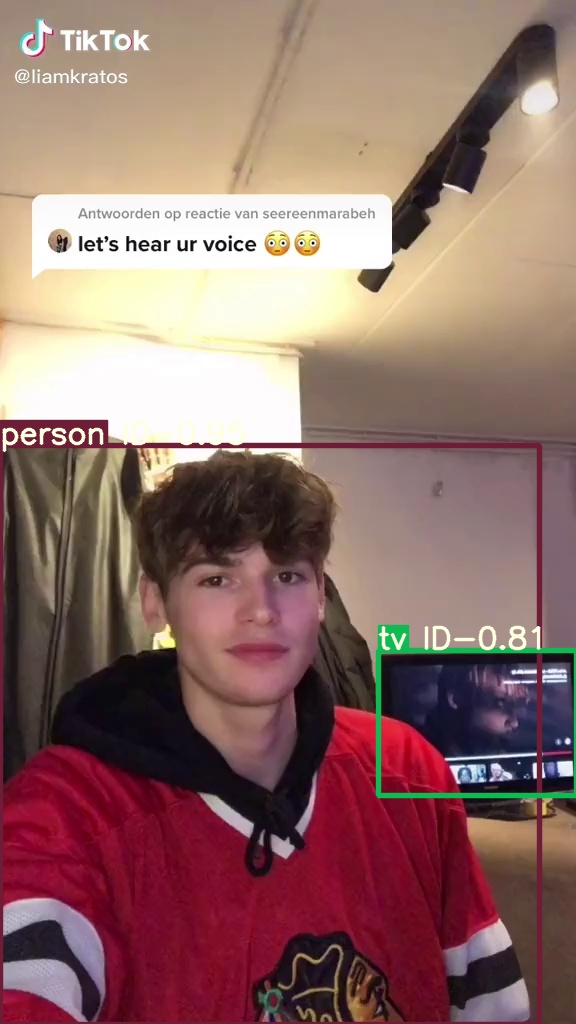 TikTok
@liamkratos
Antwoorden op reactie van seereenmarabeh
let's hear ur voice 😳😳
person ID-0.95
tv ID-0.81